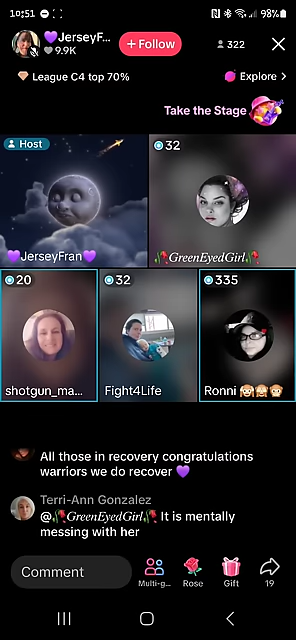 10:51 98%
💜JerseyF...
9.9K
+ Follow
322
League C4 top 70%
Explore >
Take the Stage
Host
32
💜JerseyFran💜
🥀GreenEyedGirl🥀
20
32
335
shotgun_ma...
Fight4Life
Ronni 🙉🙈🙊
All those in recovery congratulations
warriors we do recover 💜
Terri-Ann Gonzalez
@🥀GreenEyedGirl🥀 It is mentally
messing with her
Comment
Multi-g...
Rose
Gift
19